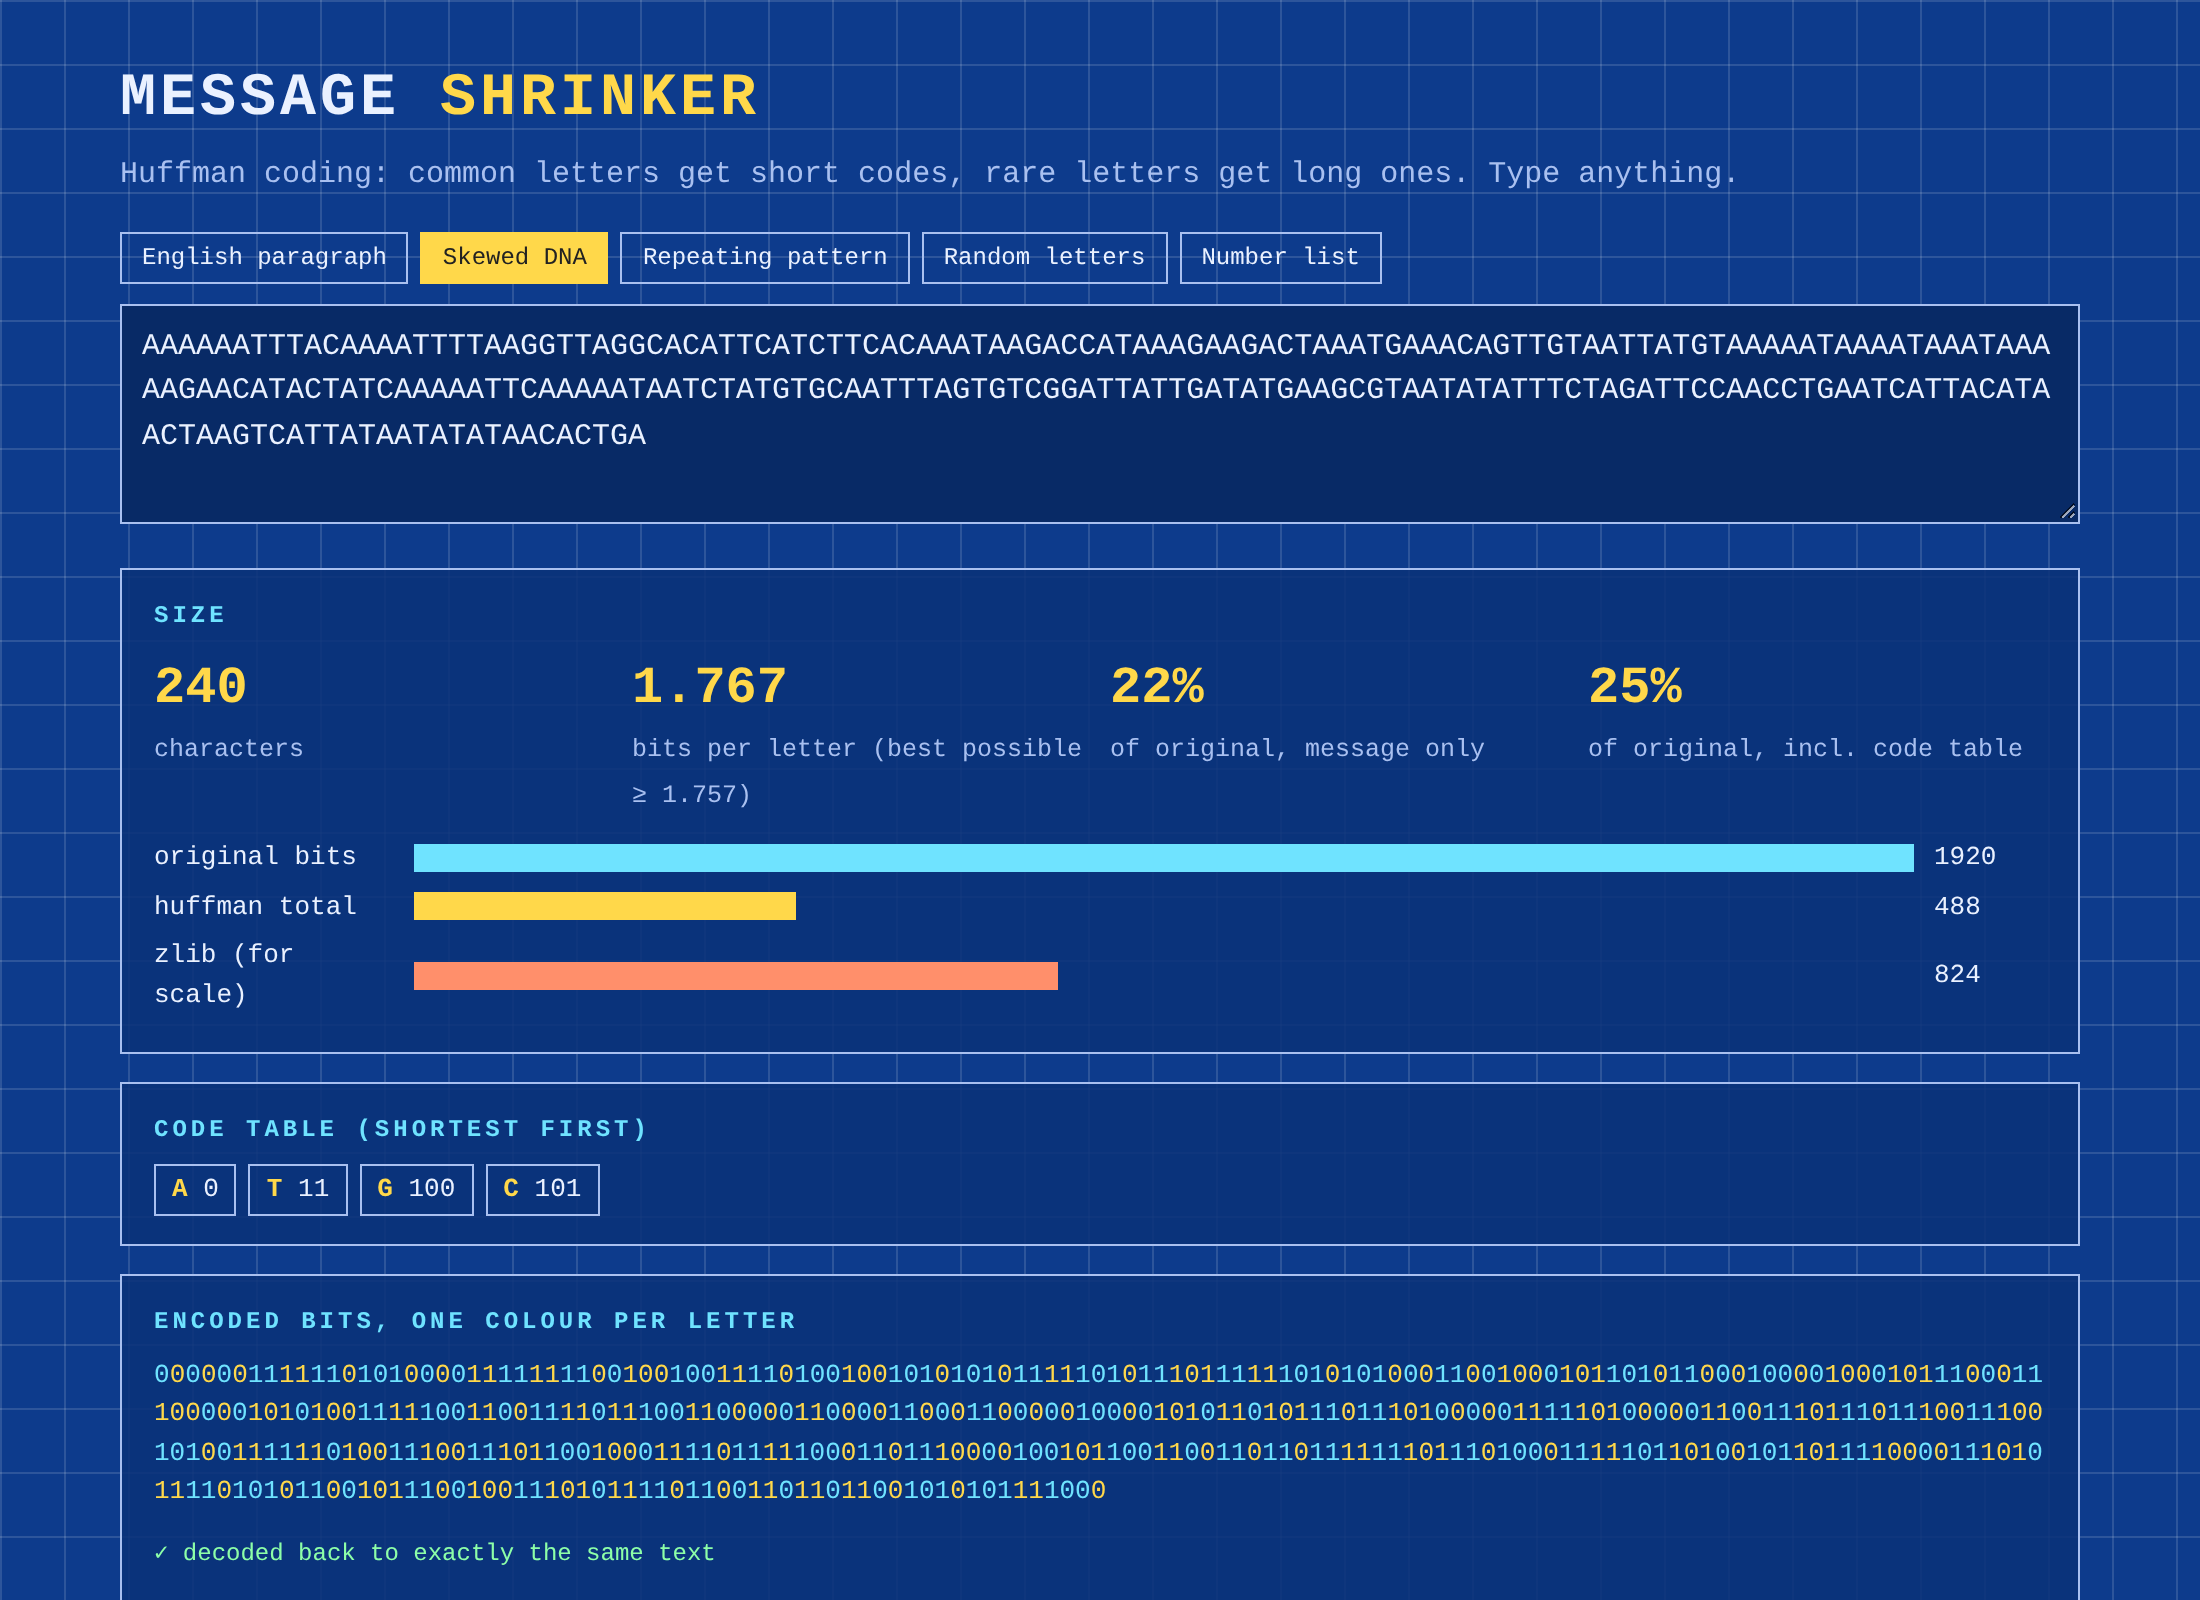 MESSAGE SHRINKER
Huffman coding: common letters get short codes, rare letters get long ones. Type anything.
English paragraph Skewed DNA Repeating pattern Random letters Number list
AAAAAATTTACAAAATTTTAAGGTTAGGCACATTCATCTTCACAAATAAGACCATAAAGAAGACTAAATGAAACAGTTGTAATTATGTAAAAATAAAATAAATAAA
AAGAACATACTATCAAAAATTCAAAAATAATCTATGTGCAATTTAGTGTCGGATTATTGATATGAAGCGTAATATATTTCTAGATTCCAACCTGAATCATTACATA
ACTAAGTCATTATAATATATAACACTGA
SIZE
240 1.767 22% 25%
characters bits per letter (best possible of original, message only of original, incl. code table
≥ 1.757)
original bits 1920
huffman total 488
zlib (for
scale) 824
CODE TABLE (SHORTEST FIRST)
A 0 T 11 G 100 C 101
ENCODED BITS, ONE COLOUR PER LETTER
0000001111110101000011111111001001001111010010010101010111110101110111111010101000110010001011010110001000010001011100011
1000001010100111110011001111011100110000011000011000110000010000101011010111011101000001111101000001100111011101110011100
1010011111101001110011101100100011110111110001101110000100101100110011011011111110111010001111101101001011011110000111010
1111010101100101110010011101011110110011011011001010101111000
✓ decoded back to exactly the same text